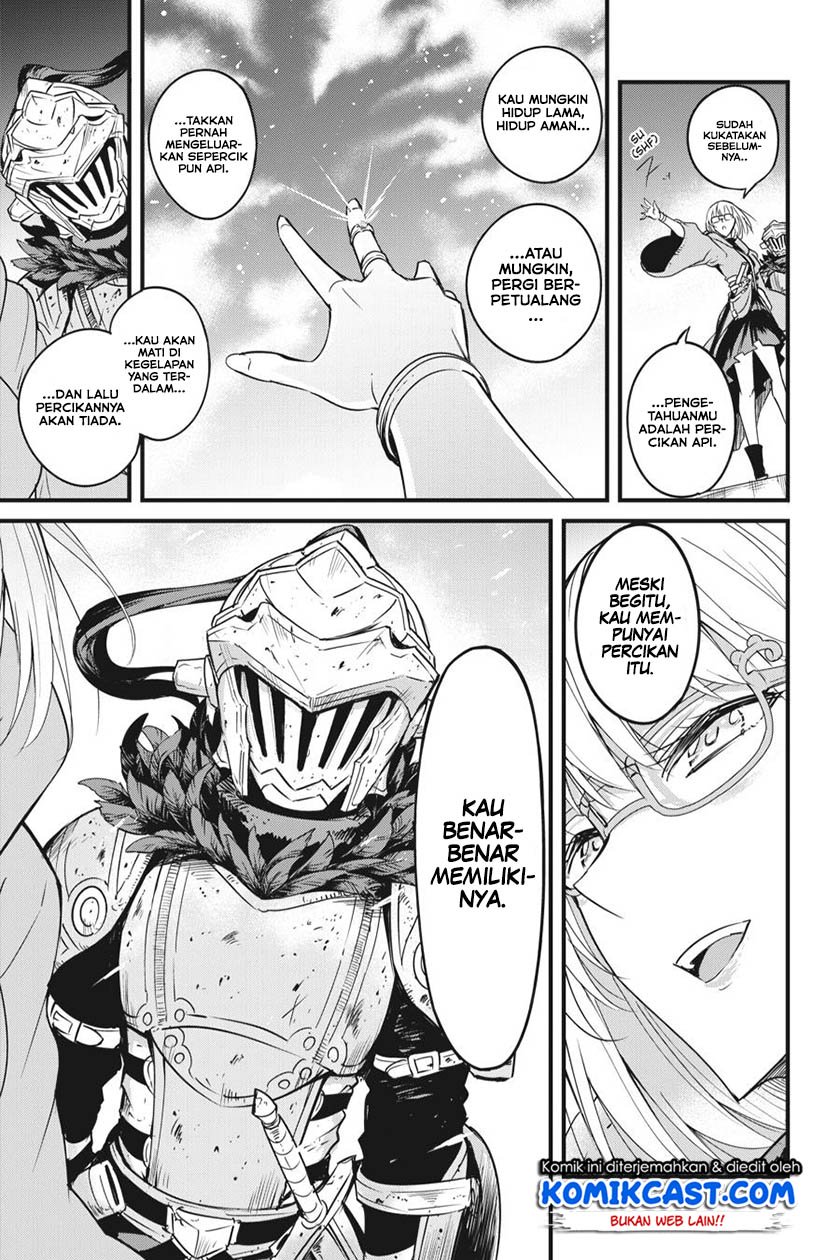 SUDAH
KUKATAKAN
SEBELUM-
NYA..
SU
(SWF)
...PENGE-
TAHUANMU
ADALAH PER-
CIKAN API.
KAU MUNGKIN
HIDUP LAMA,
HIDUP AMAN...
...ATAU
MUNGKIN,
PERGI BER-
PETUALANG
...
...TAKKAN
PERNAH
MENGELUAR-
KAN SEPERCIK
PUN API.
...KAU AKAN
MATI DI
KEGELAPAN
YANG TER-
DALAM...
...DAN LALU
PERCIKANNYA
AKAN TIADA.
MESKI
BEGITU,
KAU MEM-
PUNYAI
PERCIKAN
ITU.
KAU
BENAR-
BENAR
MEMILIKI-
NYA.
Komik ini diterjemahkan & diedit oleh
KOMIKCAST.COM
BUKAN WEB LAIN!!